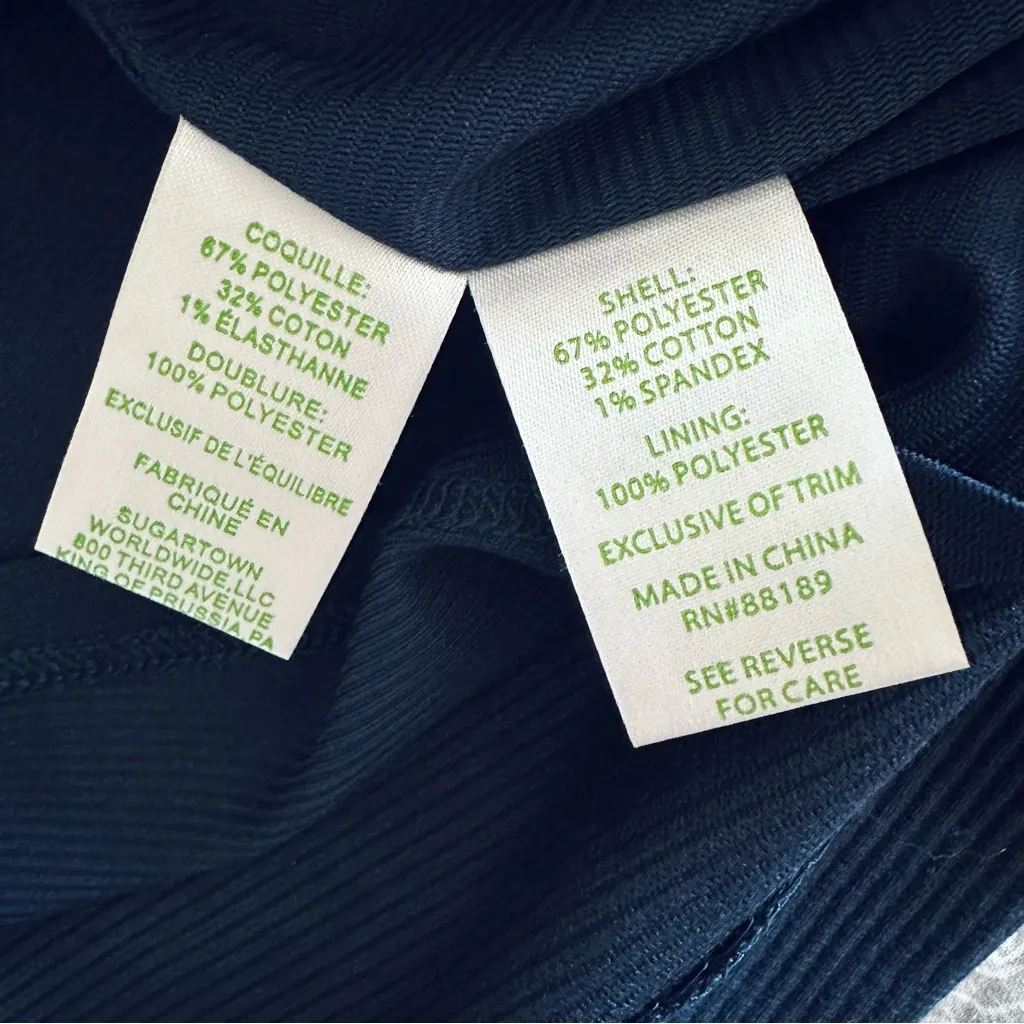 COQUILLE:
67% POLYESTER
32% COTON
1% ÉLASTHANNE
DOUBLURE:
100% POLYESTER
EXCLUSIF DE L'ÉQUILIBRE
FABRIQUÉ EN
CHINE
SUGARTOWN
WORLDWIDE, LLC
800 THIRD AVENUE
KING OF PRUSSIA PA
SHELL:
67% POLYESTER
32% COTTON
1% SPANDEX
LINING:
100% POLYESTER
EXCLUSIVE OF TRIM
MADE IN CHINA
RN#88189
SEE REVERSE
FOR CARE